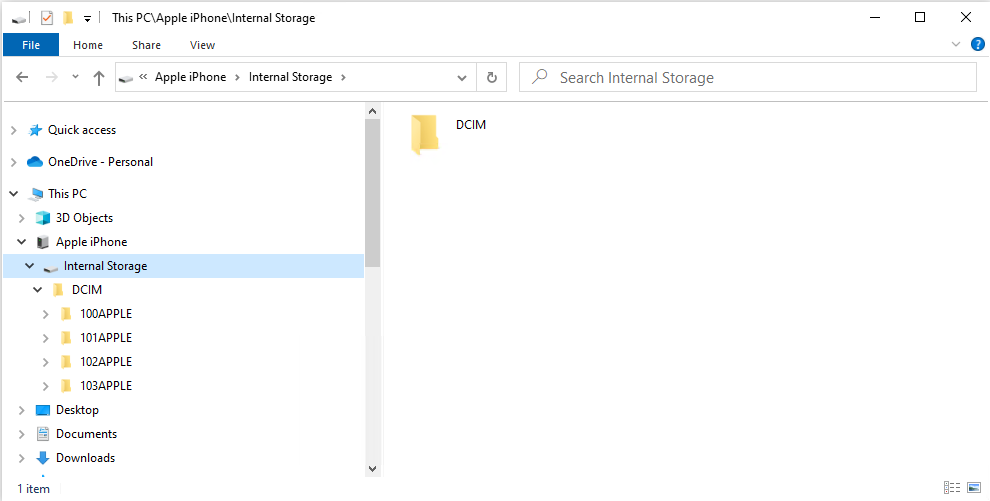 This PC\Apple iPhone\Internal Storage
File Home Share View
« Apple iPhone › Internal Storage › Search Internal Storage
Quick access
OneDrive - Personal
This PC
3D Objects
Apple iPhone
Internal Storage
DCIM
100APPLE
101APPLE
102APPLE
103APPLE
Desktop
Documents
Downloads
DCIM
1 item